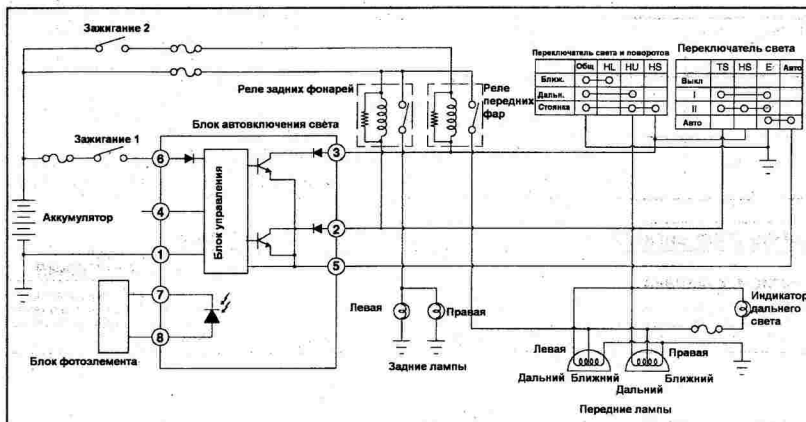 Зажигание 2
Реле задних фонарей
Реле
передних
фар
Переключатель света и поворотов
Общ HL HU HS
Ближ.
Дальн.
Стоянка
Переключатель света
TS HS E Авто
Выкл
I
II
Авто
Зажигание 1
Блок автовключения света
6
3
Аккумулятор
4
Блок управления
2
1
5
7
8
Блок фотоэлемента
Левая
Правая
Задние лампы
Индикатор
дальнего
света
Левая
Правая
Дальний
Ближний
Дальний
Ближний
Передние лампы